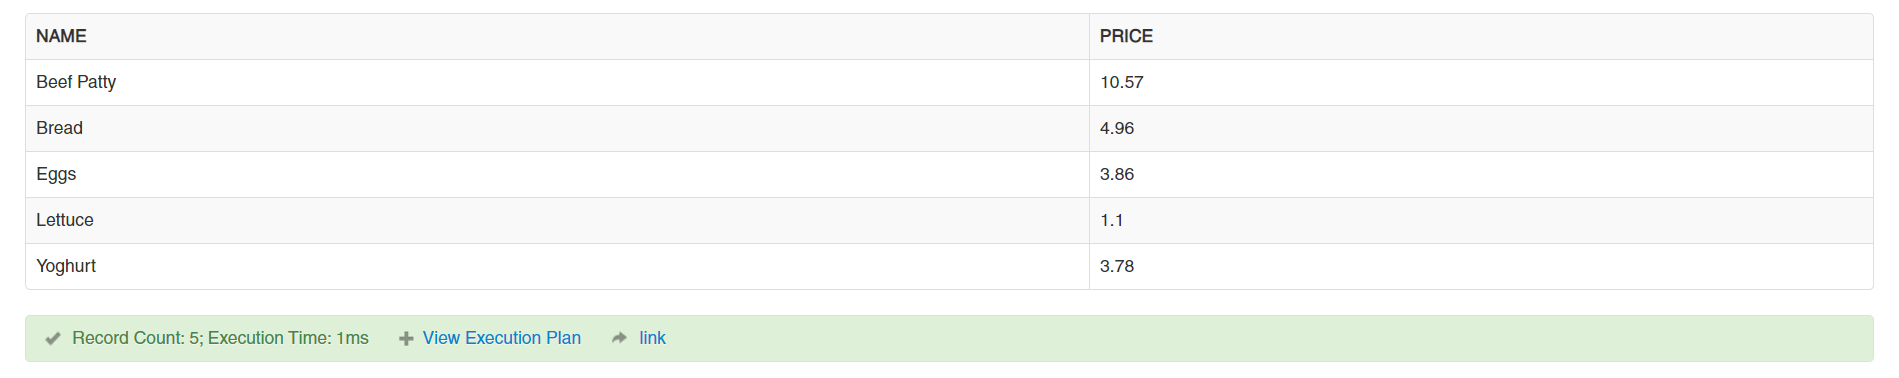 NAME PRICE
Beef Patty 10.57
Bread 4.96
Eggs 3.86
Lettuce 1.1
Yoghurt 3.78
Record Count: 5; Execution Time: 1ms View Execution Plan link